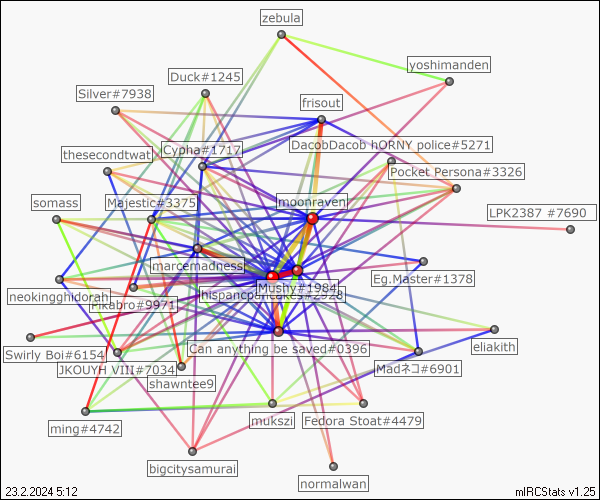 zebula
yoshimanden
Duck#1245
Silver#7938
frisout
DacobDacob hORNY police#5271
Cypha#1717
thesecondtwat
Pocket Persona#3326
Majestic#3375
moonraven
somass
LPK2387 #7690
marcemadness
Eg.Master#1378
Mushy#1984
hispancpancakes#2928
neokingghidorah
Pikabro#9971
Can anything be saved#0396
eliakith
Swirly Boi#6154
JKOUYH VIII#7034
Madネコ#6901
shawntee9
mukszi
Fedora Stoat#4479
ming#4742
bigcitysamurai
normalwan
23.2.2024 5:12
mIRCStats v1.25